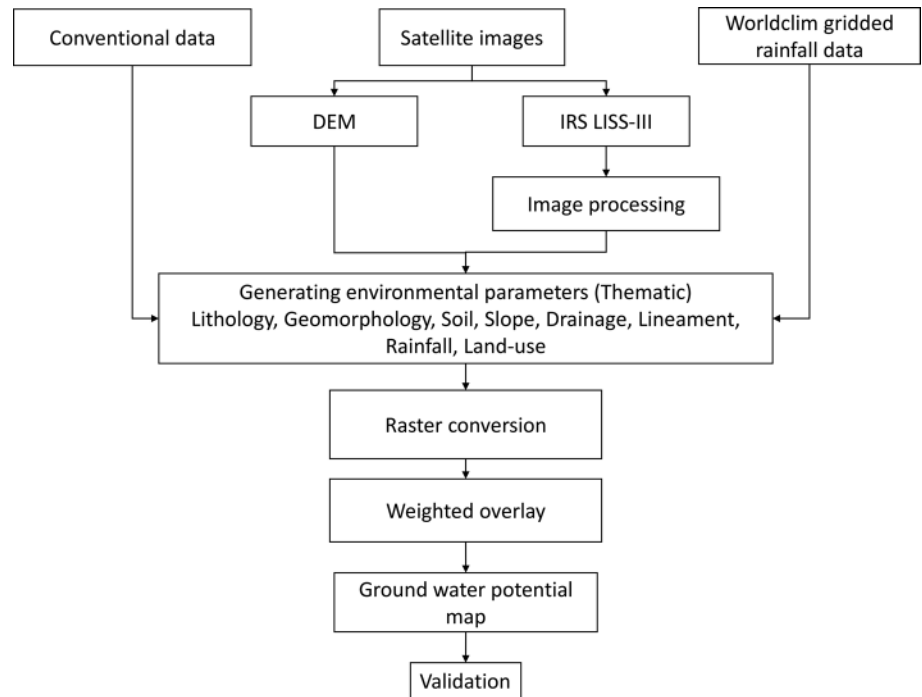 Conventional data
Satellite images
Worldclim gridded
rainfall data
DEM
IRS LISS-III
Image processing
Generating environmental parameters (Thematic)
Lithology, Geomorphology, Soil, Slope, Drainage, Lineament,
Rainfall, Land-use
Raster conversion
Weighted overlay
Ground water potential
map
Validation